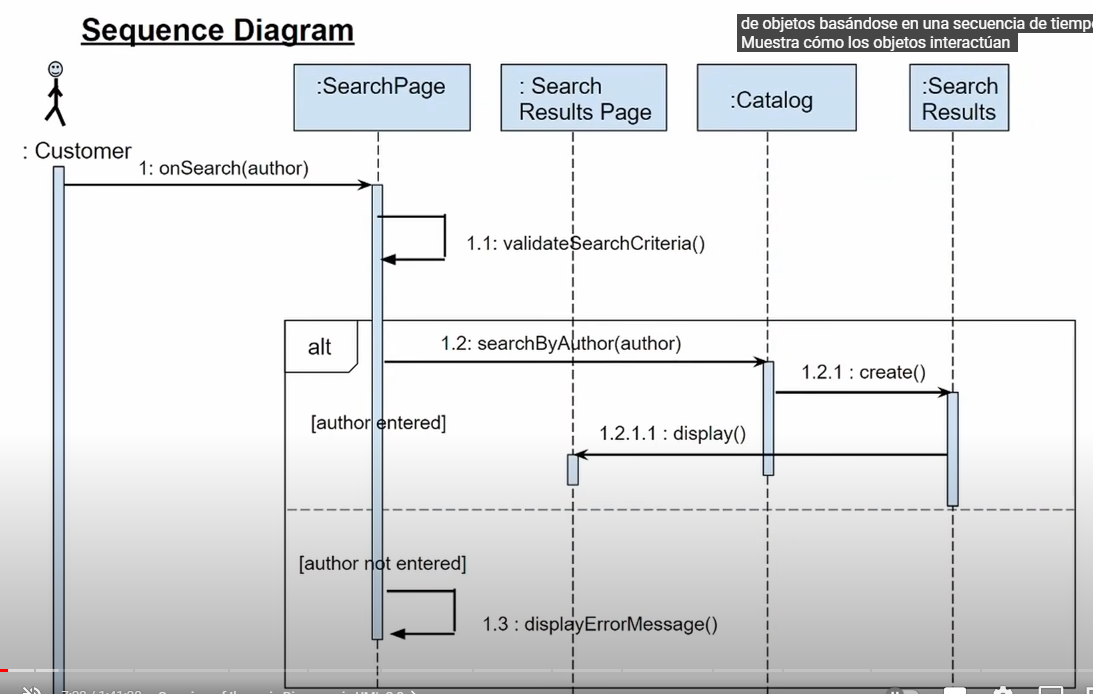 Sequence Diagram
de objetos basándose en una secuencia de tiempo
Muestra cómo los objetos interactúan
:SearchPage
: Search
Results Page
:Catalog
:Search
Results
: Customer
1: onSearch(author)
1.1: validateSearchCriteria()
alt
1.2: searchByAuthor(author)
1.2.1 : create()
[author entered]
1.2.1.1 : display()
[author not entered]
1.3 : displayErrorMessage()